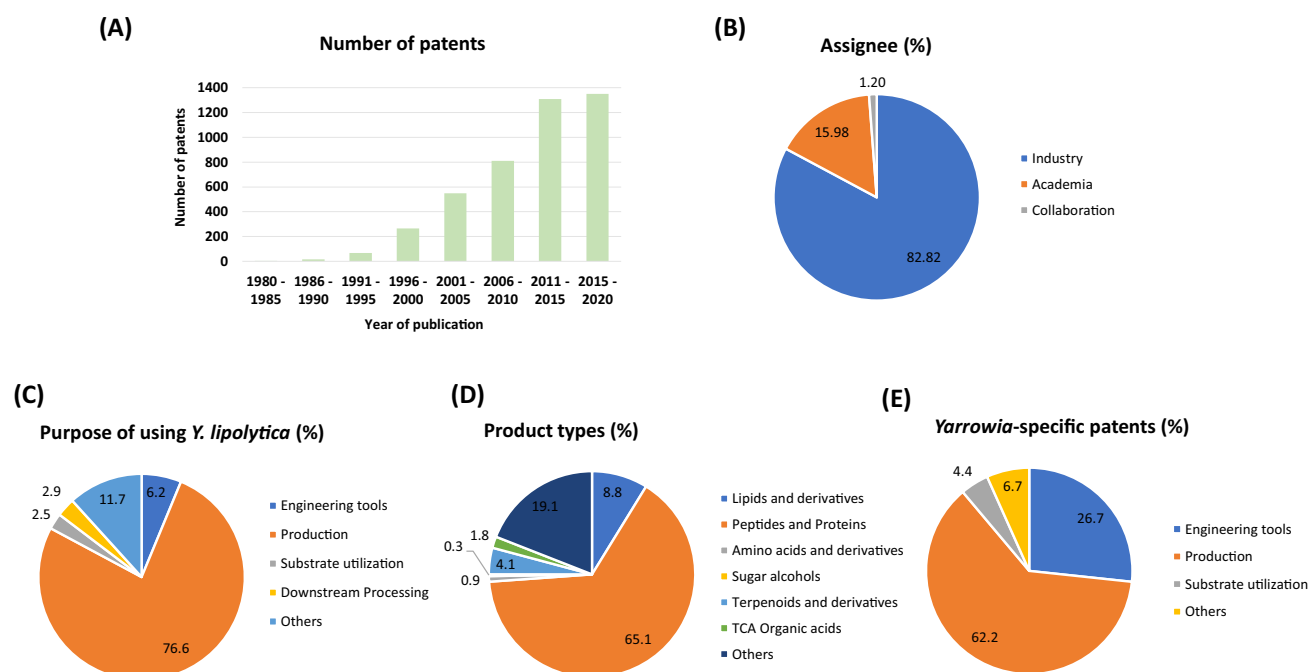 (A)
Number of patents
1400
1200
1000
800
600
400
200
0
Number of patents
1980 - 1986 - 1991 - 1996 - 2001 - 2006 - 2011 - 2015 -
1985 1990 1995 2000 2005 2010 2015 2020
Year of publication
(B)
Assignee (%)
1.20
15.98
82.82
Industry
Academia
Collaboration
(C)
Purpose of using Y. lipolytica (%)
6.2
11.7
2.9
2.5
76.6
Engineering tools
Production
Substrate utilization
Downstream Processing
Others
(D)
Product types (%)
8.8
19.1
1.8
4.1
0.3
0.9
65.1
Lipids and derivatives
Peptides and Proteins
Amino acids and derivatives
Sugar alcohols
Terpenoids and derivatives
TCA Organic acids
Others
(E)
Yarrowia-specific patents (%)
4.4
6.7
26.7
62.2
Engineering tools
Production
Substrate utilization
Others